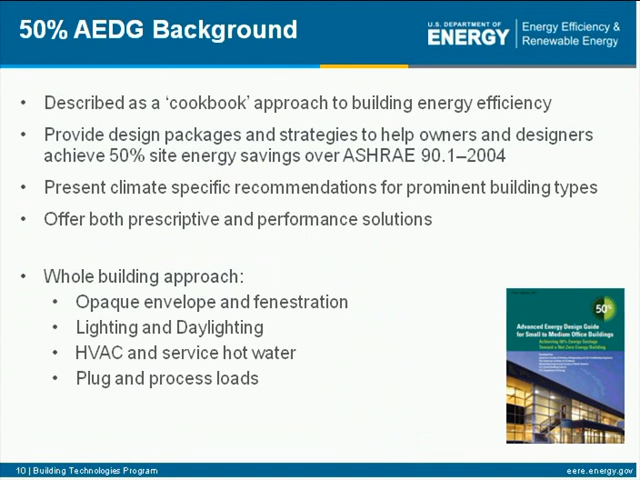 50% AEDG Background
U.S. DEPARTMENT OF
ENERGY
Energy Efficiency &
Renewable Energy
• Described as a ‘cookbook’ approach to building energy efficiency
• Provide design packages and strategies to help owners and designers
achieve 50% site energy savings over ASHRAE 90.1–2004
• Present climate specific recommendations for prominent building types
• Offer both prescriptive and performance solutions
• Whole building approach:
• Opaque envelope and fenestration
• Lighting and Daylighting
• HVAC and service hot water
• Plug and process loads
50%
Advanced Energy Design Guide
for Small to Medium Office Buildings
Achieving 50% Energy Savings
Toward a Net Zero Energy Building
10 | Building Technologies Program
eere.energy.gov